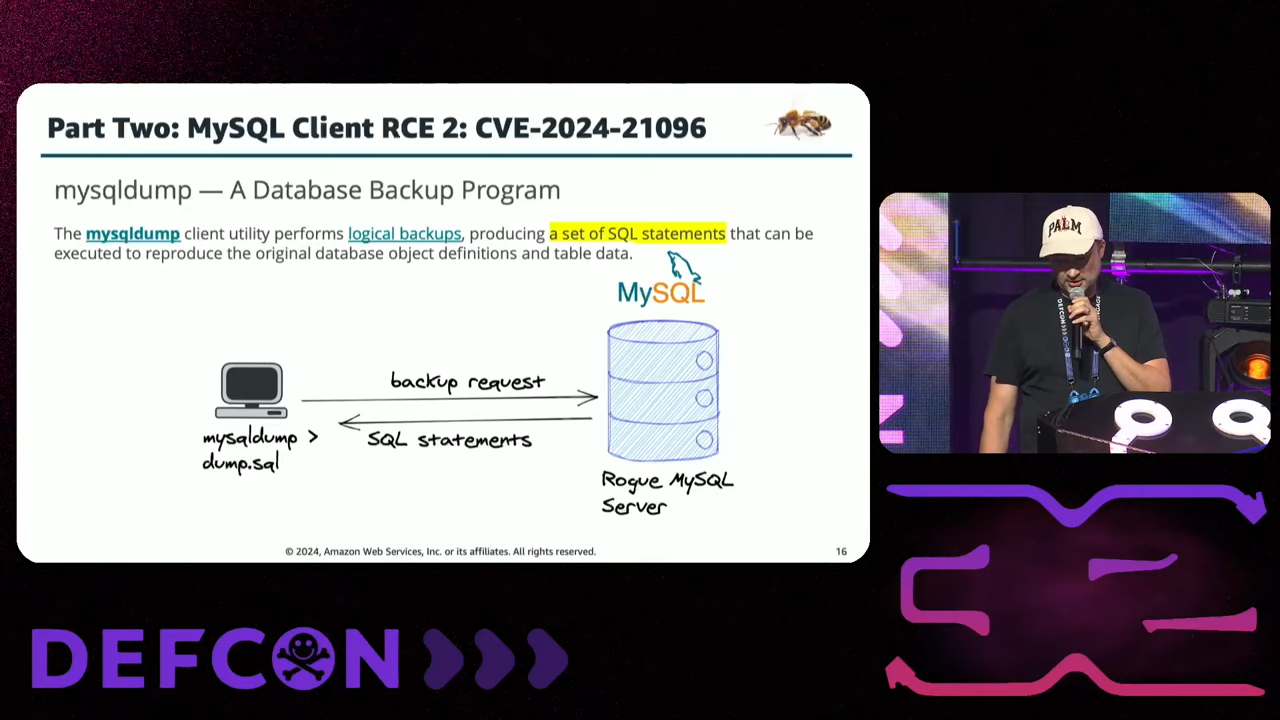 Part Two: MySQL Client RCE 2: CVE-2024-21096
mysqldump — A Database Backup Program
The mysqldump client utility performs logical backups, producing a set of SQL statements that can be
executed to reproduce the original database object definitions and table data.
MySQL
backup request
mysqldump >
dump.sql
SQL statements
Rogue MySQL
Server
© 2024, Amazon Web Services, Inc. or its affiliates. All rights reserved.
16
PALM
DEFCON
DEFCON